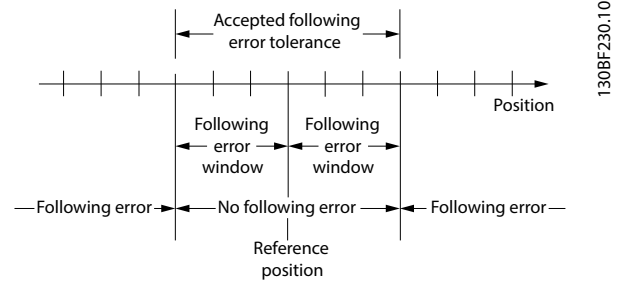 Accepted following
error tolerance
130BF230.10
Position
Following
error
window
Following
error
window
Following error
No following error
Following error
Reference
position